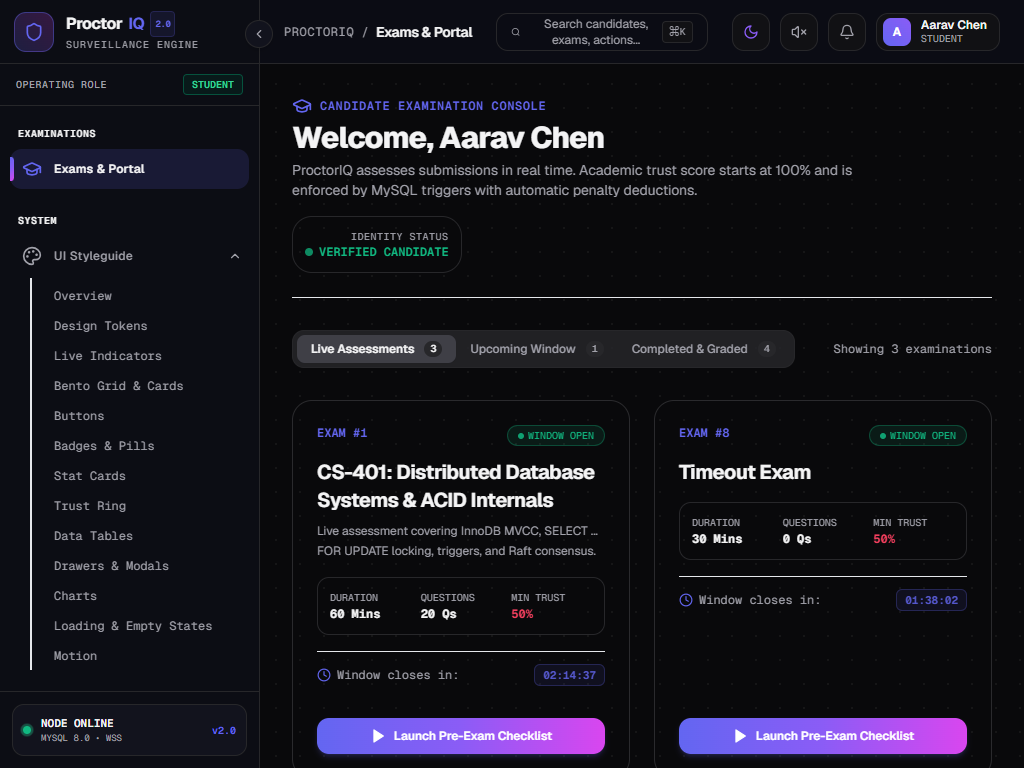 Proctor IQ 2.0
SURVEILLANCE ENGINE
OPERATING ROLE STUDENT
EXAMINATIONS
Exams & Portal
SYSTEM
UI Styleguide
Overview
Design Tokens
Live Indicators
Bento Grid & Cards
Buttons
Badges & Pills
Stat Cards
Trust Ring
Data Tables
Drawers & Modals
Charts
Loading & Empty States
Motion
NODE ONLINE
MYSQL 8.0 • WSS
v2.0
PROCTORIQ / Exams & Portal
Search candidates,
exams, actions...
⌘K
A
Aarav Chen
STUDENT
CANDIDATE EXAMINATION CONSOLE
Welcome, Aarav Chen
ProctorIQ assesses submissions in real time. Academic trust score starts at 100% and is
enforced by MySQL triggers with automatic penalty deductions.
IDENTITY STATUS
VERIFIED CANDIDATE
Live Assessments 3 Upcoming Window 1 Completed & Graded 4
Showing 3 examinations
EXAM #1 WINDOW OPEN
CS-401: Distributed Database
Systems & ACID Internals
Live assessment covering InnoDB MVCC, SELECT ...
FOR UPDATE locking, triggers, and Raft consensus.
DURATION QUESTIONS MIN TRUST
60 Mins 20 Qs 50%
Window closes in: 02:14:37
Launch Pre-Exam Checklist
EXAM #8 WINDOW OPEN
Timeout Exam
DURATION QUESTIONS MIN TRUST
30 Mins 0 Qs 50%
Window closes in: 01:38:02
Launch Pre-Exam Checklist